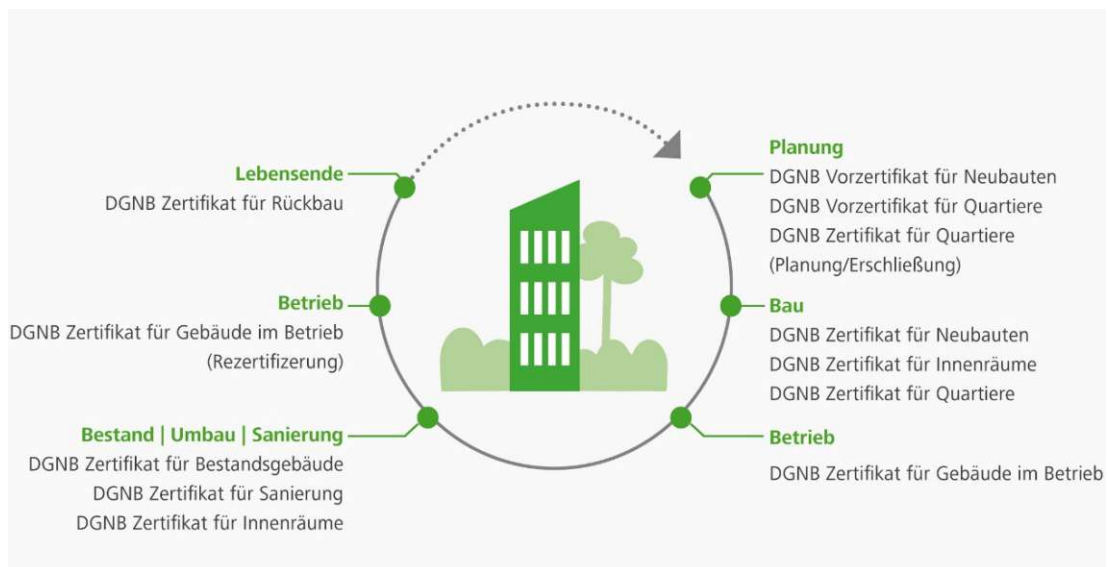 Lebensende
DGNB Zertifikat für Rückbau
Betrieb
DGNB Zertifikat für Gebäude im Betrieb
(Rezertifizerung)
Bestand | Umbau | Sanierung
DGNB Zertifikat für Bestandsgebäude
DGNB Zertifikat für Sanierung
DGNB Zertifikat für Innenräume
Planung
DGNB Vorzertifikat für Neubauten
DGNB Vorzertifikat für Quartiere
DGNB Zertifikat für Quartiere
(Planung/Erschließung)
Bau
DGNB Zertifikat für Neubauten
DGNB Zertifikat für Innenräume
DGNB Zertifikat für Quartiere
Betrieb
DGNB Zertifikat für Gebäude im Betrieb